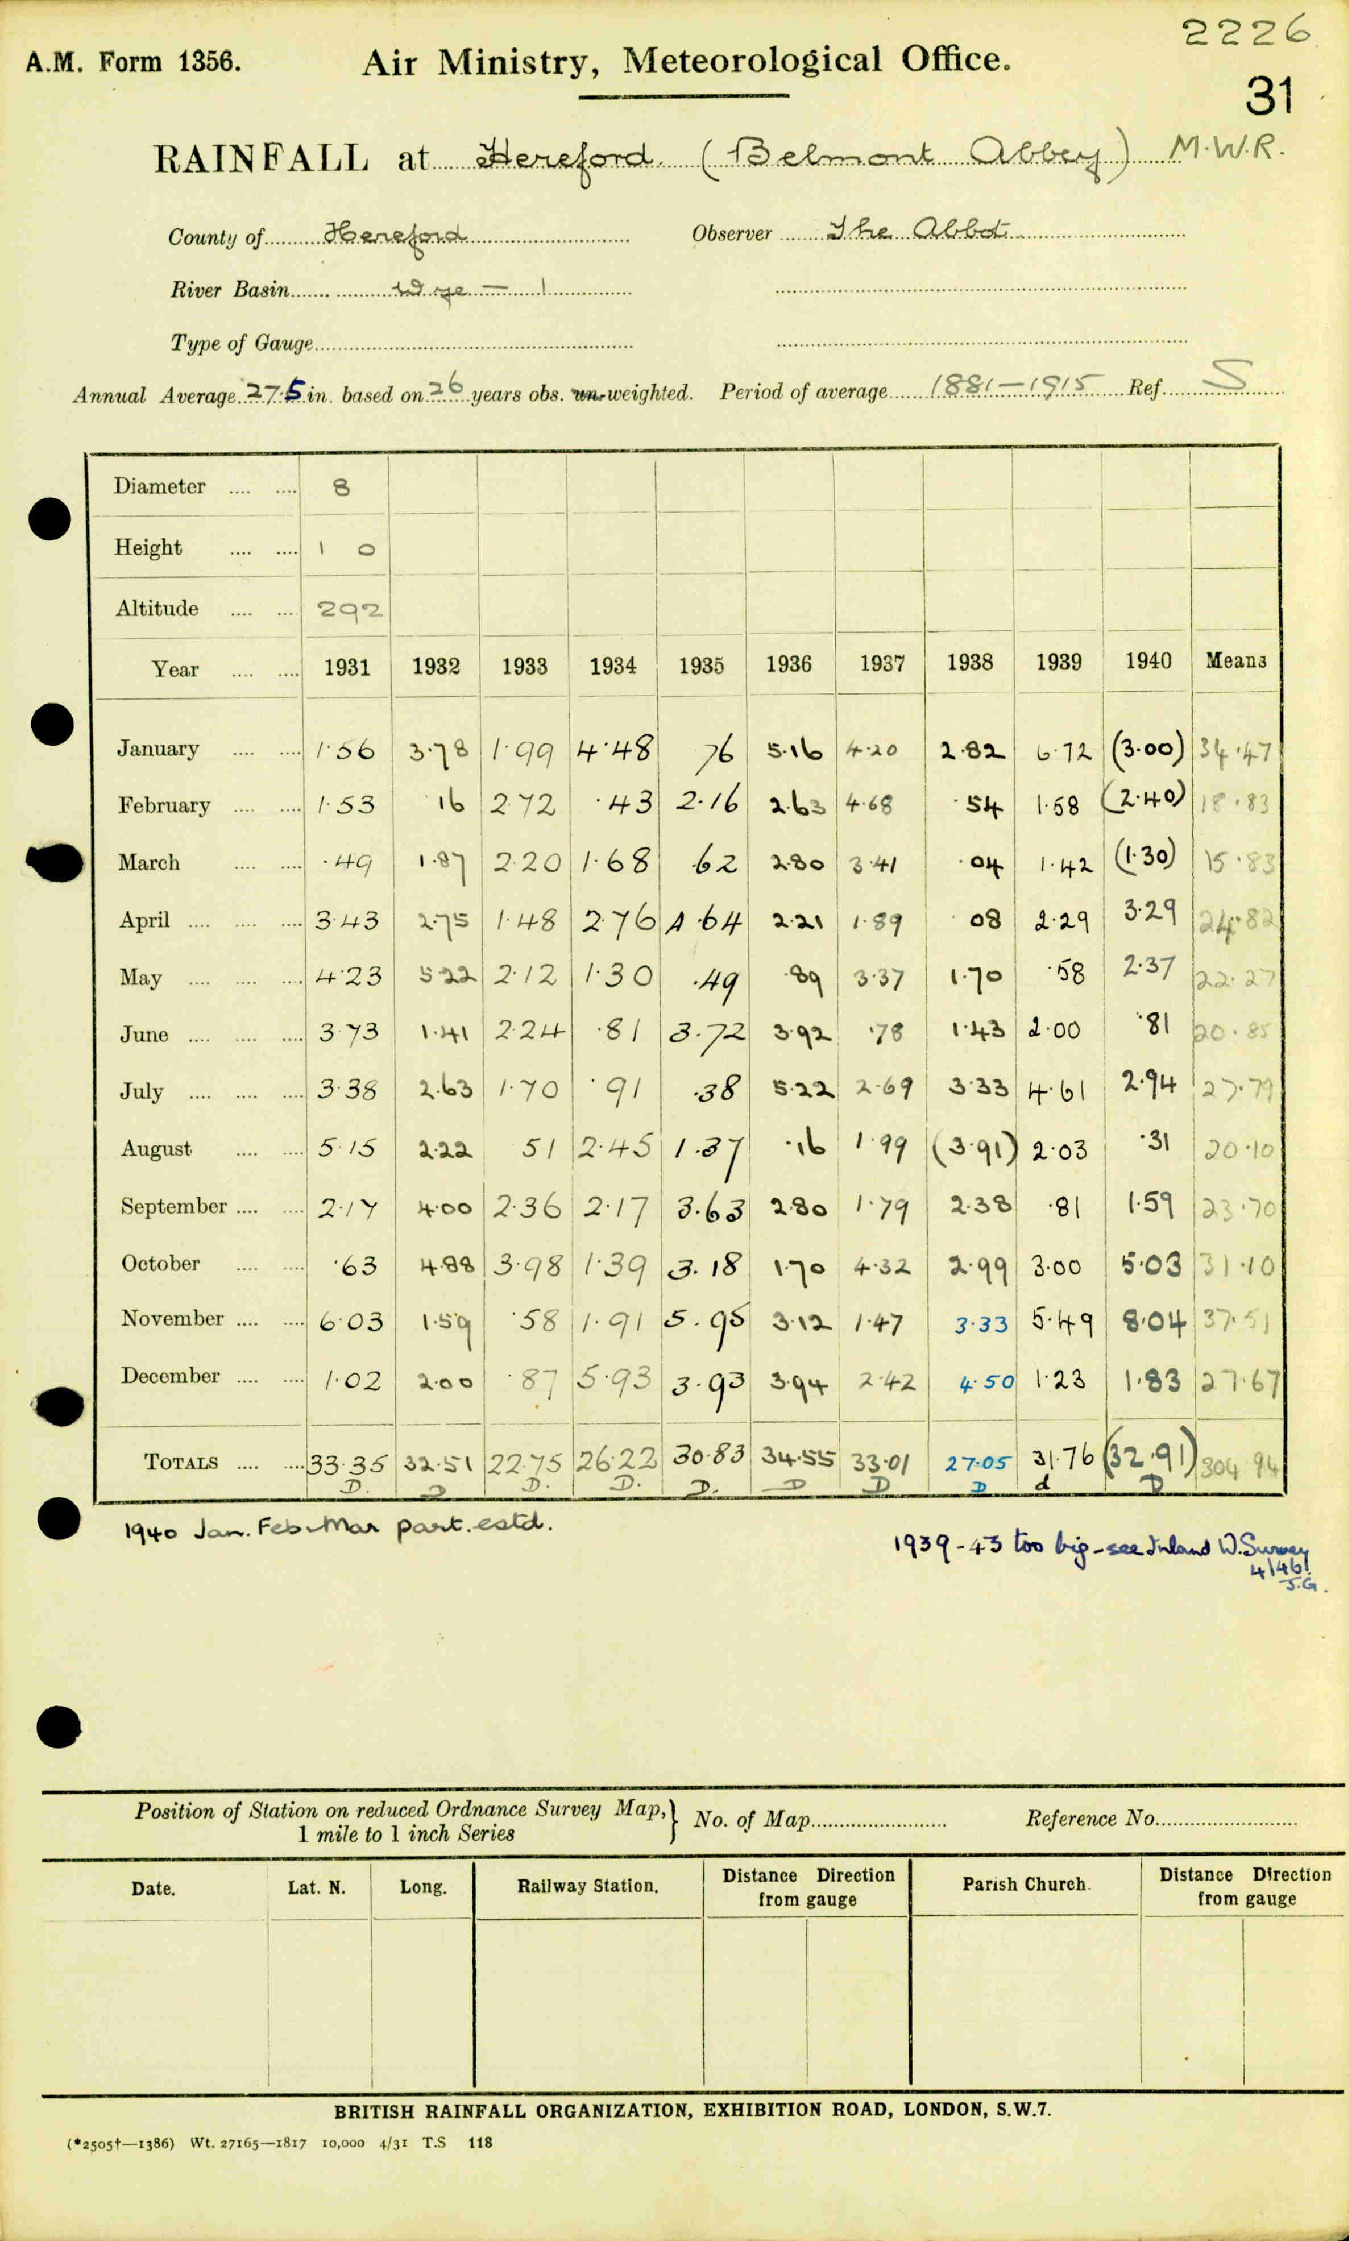 2226
A.M. Form 1356. Air Ministry, Meteorological Office.
31
RAINFALL at Hereford. (Belmont Abbey) M.W.R.
County of Hereford Observer The Abbot
River Basin Wye — 1
Type of Gauge
Annual Average 27.5 in. based on 26 years obs. un-weighted. Period of average 1881—1915 Ref. S
Diameter 8
Height 1 0
Altitude 292
Year 1931 1932 1933 1934 1935 1936 1937 1938 1939 1940 Means
January 1.56 3.78 1.99 4.48 76 5.16 4.20 2.82 6.72 (3.00) 34.47
February 1.53 16 2.72 .43 2.16 2.63 4.68 .54 1.58 (2.40) 18.83
March .49 1.87 2.20 1.68 .62 2.80 3.41 .04 1.42 (1.30) 15.83
April 3.43 2.75 1.48 2.76 A .64 2.21 1.89 08 2.29 3.29 24.82
May 4.23 5.22 2.12 1.30 .49 .89 3.37 1.70 .58 2.37 22.27
June 3.73 1.41 2.24 .81 3.72 3.92 .78 1.43 2.00 .81 20.85
July 3.38 2.63 1.70 .91 .38 5.22 2.69 3.33 4.61 2.94 27.79
August 5.15 2.22 51 2.45 1.37 .16 1.99 (3.91) 2.03 .31 20.10
September 2.17 4.00 2.36 2.17 3.63 2.80 1.79 2.38 .81 1.59 23.70
October .63 4.88 3.98 1.39 3.18 1.70 4.32 2.99 3.00 5.03 31.10
November 6.03 1.59 .58 1.91 5.95 3.12 1.47 3.33 5.49 8.04 37.51
December 1.02 2.00 .87 5.93 3.93 3.94 2.42 4.50 1.23 1.83 27.67
TOTALS 33.35 32.51 22.75 26.22 30.83 34.55 33.01 27.05 31.76 (32.91) 304.94
D. D D. D. D. D D D d D
1940 Jan. Feb. Mar part. estd.
1939-43 too big - see Inland W. Survey
4/46!
J.G.
Position of Station on reduced Ordnance Survey Map,} No. of Map Reference No.
1 mile to 1 inch Series
Date. Lat. N. Long. Railway Station. Distance Direction from gauge Parish Church. Distance Direction from gauge
BRITISH RAINFALL ORGANIZATION, EXHIBITION ROAD, LONDON, S.W.7.
(*2505†—1386) Wt. 27165—1817 10,000 4/31 T.S 118